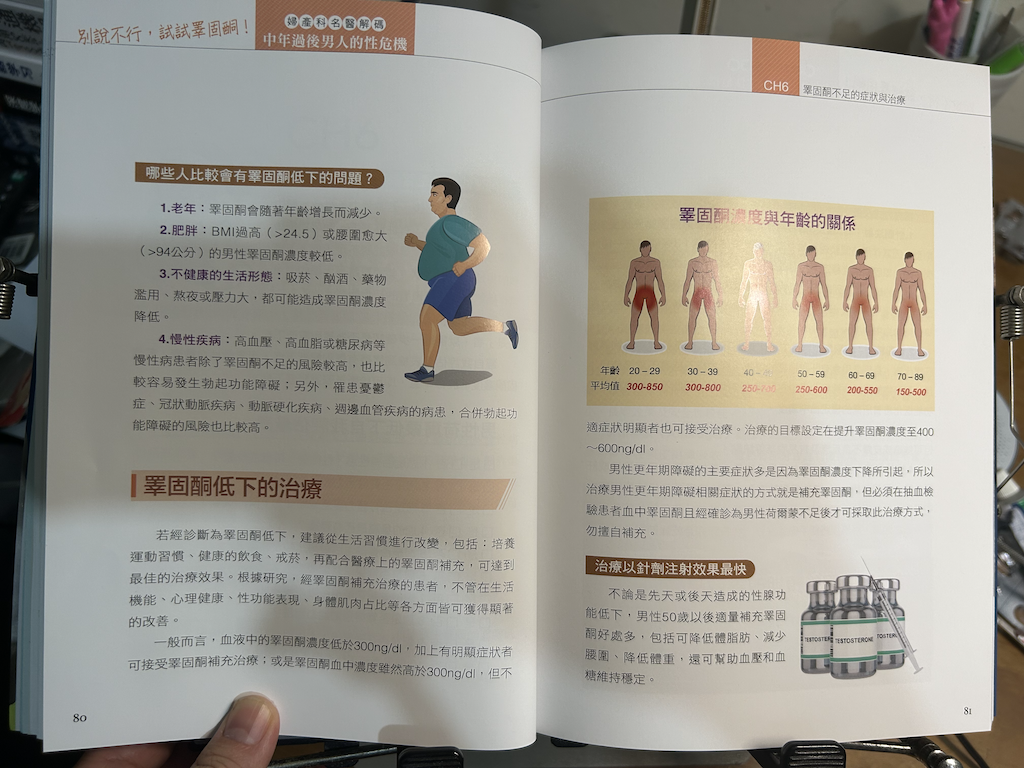 別說不行，試試睪固酮！
婦產科名醫解碼
中年過後男人的性危機
哪些人比較會有睪固酮低下的問題？
1.老年：睪固酮會隨著年齡增長而減少。
2.肥胖：BMI過高（>24.5）或腰圍愈大
（>94公分）的男性睪固酮濃度較低。
3.不健康的生活形態：吸菸、酗酒、藥物
濫用、熬夜或壓力大，都可能造成睪固酮濃度
降低。
4.慢性疾病：高血壓、高血脂或糖尿病等
慢性病患者除了睪固酮不足的風險較高，也比
較容易發生勃起功能障礙；另外，罹患憂鬱
症、冠狀動脈疾病、動脈硬化疾病、週邊血管疾病的病患，合併勃起功
能障礙的風險也比較高。
睪固酮低下的治療
若經診斷為睪固酮低下，建議從生活習慣進行改變，包括：培養
運動習慣、健康的飲食、戒菸，再配合醫療上的睪固酮補充，可達到
最佳的治療效果。根據研究，經睪固酮補充治療的患者，不管在生活
機能、心理健康、性功能表現、身體肌肉占比等各方面皆可獲得顯著
的改善。
一般而言，血液中的睪固酮濃度低於300ng/dl，加上有明顯症狀者
可接受睪固酮補充治療；或是睪固酮血中濃度雖然高於300ng/dl，但不
80
CH6
睪固酮不足的症狀與治療
睪固酮濃度與年齡的關係
年齡 20－29 30－39 40－ 50－59 60－69 70－89
平均值 300-850 300-800 250-600 200-550 150-500
適症狀明顯者也可接受治療。治療的目標設定在提升睪固酮濃度至400
～600ng/dl。
男性更年期障礙的主要症狀多是因為睪固酮濃度下降所引起，所以
治療男性更年期障礙相關症狀的方式就是補充睪固酮，但必須在抽血檢
驗患者血中睪固酮且經確診為男性荷爾蒙不足後才可採取此治療方式，
勿擅自補充。
治療以針劑注射效果最快
不論是先天或後天造成的性腺功
能低下，男性50歲以後適量補充睪固
酮好處多，包括可降低體脂肪、減少
腰圍、降低體重，還可幫助血壓和血
糖維持穩定。
TESTOSTERONE
81